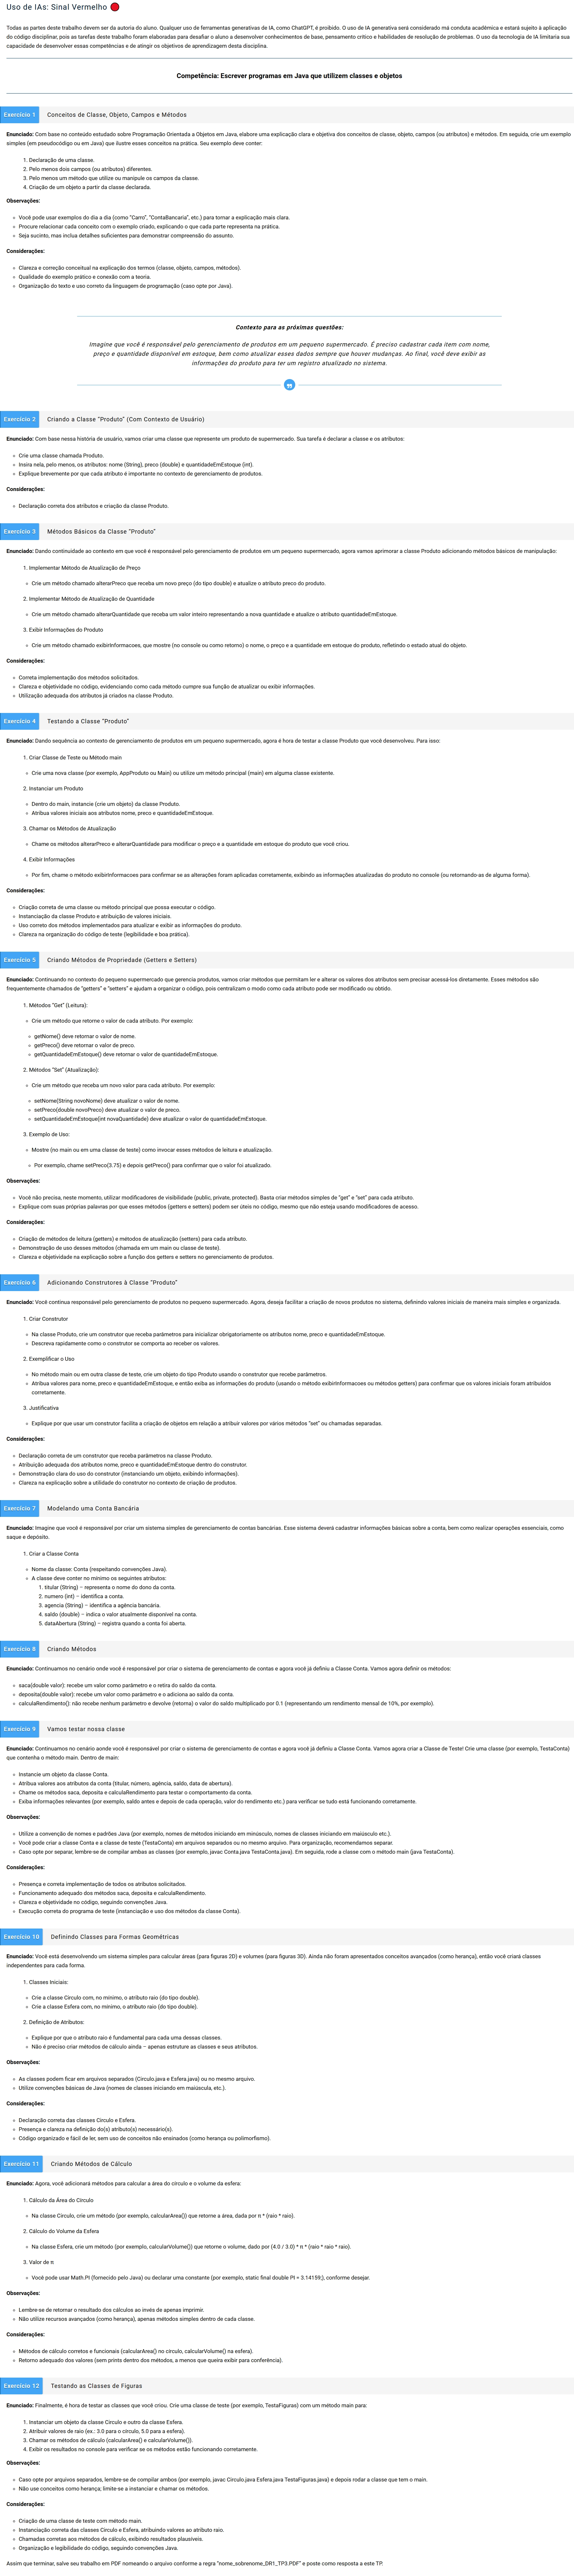 Uso de IAs: Sinal Vermelho
Todas as partes deste trabalho devem ser da autoria do aluno. Qualquer uso de ferramentas generativas de IA, como ChatGPT, é proibido. O uso de IA generativa será considerado má conduta acadêmica e estará sujeito à aplicação
do código disciplinar, pois as tarefas deste trabalho foram elaboradas para desafiar o aluno a desenvolver conhecimentos de base, pensamento crítico e habilidades de resolução de problemas. O uso da tecnologia de IA limitaria sua
capacidade de desenvolver essas competências e de atingir os objetivos de aprendizagem desta disciplina.
Competência: Escrever programas em Java que utilizem classes e objetos
Exercício 1 Conceitos de Classe, Objeto, Campos e Métodos
Enunciado: Com base no conteúdo estudado sobre Programação Orientada a Objetos em Java, elabore uma explicação clara e objetiva dos conceitos de classe, objeto, campos (ou atributos) e métodos. Em seguida, crie um exemplo
simples (em pseudocódigo ou em Java) que ilustre esses conceitos na prática. Seu exemplo deve conter:
1. Declaração de uma classe.
2. Pelo menos dois campos (ou atributos) diferentes.
3. Pelo menos um método que utilize ou manipule os campos da classe.
4. Criação de um objeto a partir da classe declarada.
Observações:
Você pode usar exemplos do dia a dia (como "Carro", "ContaBancaria", etc.) para tornar a explicação mais clara.
Procure relacionar cada conceito com o exemplo criado, explicando o que cada parte representa na prática.
Seja sucinto, mas inclua detalhes suficientes para demonstrar compreensão do assunto.
Considerações:
Clareza e correção conceitual na explicação dos termos (classe, objeto, campos, métodos).
Qualidade do exemplo prático e conexão com a teoria.
Organização do texto e uso correto da linguagem de programação (caso opte por Java).
Contexto para as próximas questões:
Imagine que você é responsável pelo gerenciamento de produtos em um pequeno supermercado. É preciso cadastrar cada item com nome,
preço e quantidade disponível em estoque, bem como atualizar esses dados sempre que houver mudanças. Ao final, você deve exibir as
informações do produto para ter um registro atualizado no sistema.
Exercício 2 Criando a Classe "Produto" (Com Contexto de Usuário)
Enunciado: Com base nessa história de usuário, vamos criar uma classe que represente um produto de supermercado. Sua tarefa é declarar a classe e os atributos:
Crie uma classe chamada Produto.
Insira nela, pelo menos, os atributos: nome (String), preco (double) e quantidadeEmEstoque (int).
Explique brevemente por que cada atributo é importante no contexto de gerenciamento de produtos.
Considerações:
Declaração correta dos atributos e criação da classe Produto.
Exercício 3 Métodos Básicos da Classe "Produto"
Enunciado: Dando continuidade ao contexto em que você é responsável pelo gerenciamento de produtos em um pequeno supermercado, agora vamos aprimorar a classe Produto adicionando métodos básicos de manipulação:
1. Implementar Método de Atualização de Preço
Crie um método chamado alterarPreco que receba um novo preço (do tipo double) e atualize o atributo preco do produto.
2. Implementar Método de Atualização de Quantidade
Crie um método chamado alterarQuantidade que receba um valor inteiro representando a nova quantidade e atualize o atributo quantidadeEmEstoque.
3. Exibir Informações do Produto
Crie um método chamado exibirInformacoes, que mostre (no console ou como retorno) o nome, o preço e a quantidade em estoque do produto, refletindo o estado atual do objeto.
Considerações:
Correta implementação dos métodos solicitados.
Clareza e objetividade no código, evidenciando como cada método cumpre sua função de atualizar ou exibir informações.
Utilização adequada dos atributos já criados na classe Produto.
Exercício 4 Testando a Classe "Produto"
Enunciado: Dando sequência ao contexto de gerenciamento de produtos em um pequeno supermercado, agora é hora de testar a classe Produto que você desenvolveu. Para isso:
1. Criar Classe de Teste ou Método main
Crie uma nova classe (por exemplo, AppProduto ou Main) ou utilize um método principal (main) em alguma classe existente.
2. Instanciar um Produto
Dentro do main, instancie (crie um objeto) da classe Produto.
Atribua valores iniciais aos atributos nome, preco e quantidadeEmEstoque.
3. Chamar os Métodos de Atualização
Chame os métodos alterarPreco e alterarQuantidade para modificar o preço e a quantidade em estoque do produto que você criou.
4. Exibir Informações
Por fim, chame o método exibirInformacoes para confirmar se as alterações foram aplicadas corretamente, exibindo as informações atualizadas do produto no console (ou retornando-as de alguma forma).
Considerações:
Criação correta de uma classe ou método principal que possa executar o código.
Instanciação da classe Produto e atribuição de valores iniciais.
Uso correto dos métodos implementados para atualizar e exibir as informações do produto.
Clareza na organização do código de teste (legibilidade e boa prática).
Exercício 5 Criando Métodos de Propriedade (Getters e Setters)
Enunciado: Continuando no contexto do pequeno supermercado que gerencia produtos, vamos criar métodos que permitam ler e alterar os valores dos atributos sem precisar acessá-los diretamente. Esses métodos são
frequentemente chamados de "getters" e "setters" e ajudam a organizar o código, pois centralizam o modo como cada atributo pode ser modificado ou obtido.
1. Métodos "Get" (Leitura):
Crie um método que retorne o valor de cada atributo. Por exemplo:
getNome() deve retornar o valor de nome.
getPreco() deve retornar o valor de preco.
getQuantidadeEmEstoque() deve retornar o valor de quantidadeEmEstoque.
2. Métodos "Set" (Atualização):
Crie um método que receba um novo valor para cada atributo. Por exemplo:
setNome(String novoNome) deve atualizar o valor de nome.
setPreco(double novoPreco) deve atualizar o valor de preco.
setQuantidadeEmEstoque(int novaQuantidade) deve atualizar o valor de quantidadeEmEstoque.
3. Exemplo de Uso:
Mostre (no main ou em uma classe de teste) como invocar esses métodos de leitura e atualização.
Por exemplo, chame setPreco(3.75) e depois getPreco() para confirmar que o valor foi atualizado.
Observações:
Você não precisa, neste momento, utilizar modificadores de visibilidade (public, private, protected). Basta criar métodos simples de "get" e "set" para cada atributo.
Explique com suas próprias palavras por que esses métodos (getters e setters) podem ser úteis no código, mesmo que não esteja usando modificadores de acesso.
Considerações:
Criação de métodos de leitura (getters) e métodos de atualização (setters) para cada atributo.
Demonstração de uso desses métodos (chamada em um main ou classe de teste).
Clareza e objetividade na explicação sobre a função dos getters e setters no gerenciamento de produtos.
Exercício 6 Adicionando Construtores à Classe "Produto"
Enunciado: Você continua responsável pelo gerenciamento de produtos no pequeno supermercado. Agora, deseja facilitar a criação de novos produtos no sistema, definindo valores iniciais de maneira mais simples e organizada.
1. Criar Construtor
Na classe Produto, crie um construtor que receba parâmetros para inicializar obrigatoriamente os atributos nome, preco e quantidadeEmEstoque.
Descreva rapidamente como o construtor se comporta ao receber os valores.
2. Exemplificar o Uso
No método main ou em outra classe de teste, crie um objeto do tipo Produto usando o construtor que recebe parâmetros.
Atribua valores para nome, preco e quantidadeEmEstoque, e então exiba as informações do produto (usando o método exibirInformacoes ou métodos getters) para confirmar que os valores iniciais foram atribuídos
corretamente.
3. Justificativa
Explique por que usar um construtor facilita a criação de objetos em relação a atribuir valores por vários métodos "set" ou chamadas separadas.
Considerações:
Declaração correta de um construtor que receba parâmetros na classe Produto.
Atribuição adequada dos atributos nome, preco e quantidadeEmEstoque dentro do construtor.
Demonstração clara do uso do construtor (instanciando um objeto, exibindo informações).
Clareza na explicação sobre a utilidade do construtor no contexto de criação de produtos.
Exercício 7 Modelando uma Conta Bancária
Enunciado: Imagine que você é responsável por criar um sistema simples de gerenciamento de contas bancárias. Esse sistema deverá cadastrar informações básicas sobre a conta, bem como realizar operações essenciais, como
saque e depósito.
1. Criar a Classe Conta
Nome da classe: Conta (respeitando convenções Java).
A classe deve conter no mínimo os seguintes atributos:
1. titular (String) – representa o nome do dono da conta.
2. numero (int) – identifica a conta.
3. agencia (String) – identifica a agência bancária.
4. saldo (double) – indica o valor atualmente disponível na conta.
5. dataAbertura (String) – registra quando a conta foi aberta.
Exercício 8 Criando Métodos
Enunciado: Continuamos no cenário onde você é responsável por criar o sistema de gerenciamento de contas e agora você já definiu a Classe Conta. Vamos agora definir os métodos:
saca(double valor): recebe um valor como parâmetro e o retira do saldo da conta.
deposita(double valor): recebe um valor como parâmetro e o adiciona ao saldo da conta.
calculaRendimento(): não recebe nenhum parâmetro e devolve (retorna) o valor do saldo multiplicado por 0.1 (representando um rendimento mensal de 10%, por exemplo).
Exercício 9 Vamos testar nossa classe
Enunciado: Continuamos no cenário aonde você é responsável por criar o sistema de gerenciamento de contas e agora você já definiu a Classe Conta. Vamos agora criar a Classe de Teste! Crie uma classe (por exemplo, TestaConta)
que contenha o método main. Dentro de main:
Instancie um objeto da classe Conta.
Atribua valores aos atributos da conta (titular, número, agência, saldo, data de abertura).
Chame os métodos saca, deposita e calculaRendimento para testar o comportamento da conta.
Exiba informações relevantes (por exemplo, saldo antes e depois de cada operação, valor do rendimento etc.) para verificar se tudo está funcionando corretamente.
Observações:
Utilize a convenção de nomes e padrões Java (por exemplo, nomes de métodos iniciando em minúsculo, nomes de classes iniciando em maiúsculo etc.).
Você pode criar a classe Conta e a classe de teste (TestaConta) em arquivos separados ou no mesmo arquivo. Para organização, recomendamos separar.
Caso opte por separar, lembre-se de compilar ambas as classes (por exemplo, javac Conta.java TestaConta.java). Em seguida, rode a classe com o método main (java TestaConta).
Considerações:
Presença e correta implementação de todos os atributos solicitados.
Funcionamento adequado dos métodos saca, deposita e calculaRendimento.
Clareza e objetividade no código, seguindo convenções Java.
Execução correta do programa de teste (instanciação e uso dos métodos da classe Conta).
Exercício 10 Definindo Classes para Formas Geométricas
Enunciado: Você está desenvolvendo um sistema simples para calcular áreas (para figuras 2D) e volumes (para figuras 3D). Ainda não foram apresentados conceitos avançados (como herança), então você criará classes
independentes para cada forma.
1. Classes Iniciais:
Crie a classe Circulo com, no mínimo, o atributo raio (do tipo double).
Crie a classe Esfera com, no mínimo, o atributo raio (do tipo double).
2. Definição de Atributos:
Explique por que o atributo raio é fundamental para cada uma dessas classes.
Não é preciso criar métodos de cálculo ainda – apenas estruture as classes e seus atributos.
Observações:
As classes podem ficar em arquivos separados (Circulo.java e Esfera.java) ou no mesmo arquivo.
Utilize convenções básicas de Java (nomes de classes iniciando em maiúscula, etc.).
Considerações:
Declaração correta das classes Circulo e Esfera.
Presença e clareza na definição do(s) atributo(s) necessário(s).
Código organizado e fácil de ler, sem uso de conceitos não ensinados (como herança ou polimorfismo).
Exercício 11 Criando Métodos de Cálculo
Enunciado: Agora, você adicionará métodos para calcular a área do círculo e o volume da esfera:
1. Cálculo da Área do Círculo
Na classe Circulo, crie um método (por exemplo, calcularArea()) que retorne a área, dada por π * (raio * raio).
2. Cálculo do Volume da Esfera
Na classe Esfera, crie um método (por exemplo, calcularVolume()) que retorne o volume, dado por (4.0 / 3.0) * π * (raio * raio * raio).
3. Valor de π
Você pode usar Math.PI (fornecido pelo Java) ou declarar uma constante (por exemplo, static final double PI = 3.14159;), conforme desejar.
Observações:
Lembre-se de retornar o resultado dos cálculos ao invés de apenas imprimir.
Não utilize recursos avançados (como herança), apenas métodos simples dentro de cada classe.
Considerações:
Métodos de cálculo corretos e funcionais (calcularArea() no círculo, calcularVolume() na esfera).
Retorno adequado dos valores (sem prints dentro dos métodos, a menos que queira exibir para conferência).
Exercício 12 Testando as Classes de Figuras
Enunciado: Finalmente, é hora de testar as classes que você criou. Crie uma classe de teste (por exemplo, TestaFiguras) com um método main para:
1. Instanciar um objeto da classe Circulo e outro da classe Esfera.
2. Atribuir valores de raio (ex.: 3.0 para o círculo, 5.0 para a esfera).
3. Chamar os métodos de cálculo (calcularArea() e calcularVolume()).
4. Exibir os resultados no console para verificar se os métodos estão funcionando corretamente.
Observações:
Caso opte por arquivos separados, lembre-se de compilar ambos (por exemplo, javac Circulo.java Esfera.java TestaFiguras.java) e depois rodar a classe que tem o main.
Não use conceitos como herança; limite-se a instanciar e chamar os métodos.
Considerações:
Criação de uma classe de teste com método main.
Instanciação correta das classes Circulo e Esfera, atribuindo valores ao atributo raio.
Chamadas corretas aos métodos de cálculo, exibindo resultados plausíveis.
Organização e legibilidade do código, seguindo convenções Java.
Assim que terminar, salve seu trabalho em PDF nomeando o arquivo conforme a regra "nome_sobrenome_DR1_TP3.PDF" e poste como resposta a este TP.